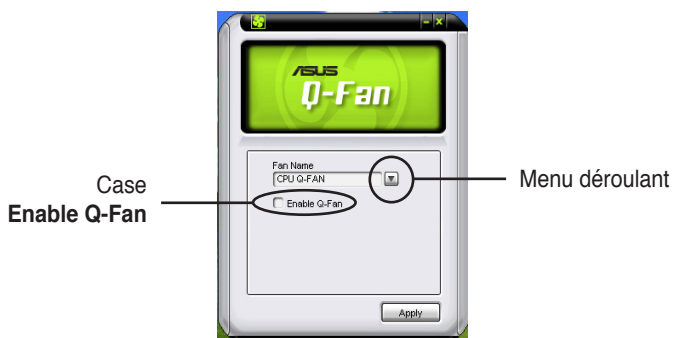 ASUS
Q-Fan
Fan Name
CPU Q-FAN
Enable Q-Fan
Apply
Case
Enable Q-Fan
Menu déroulant